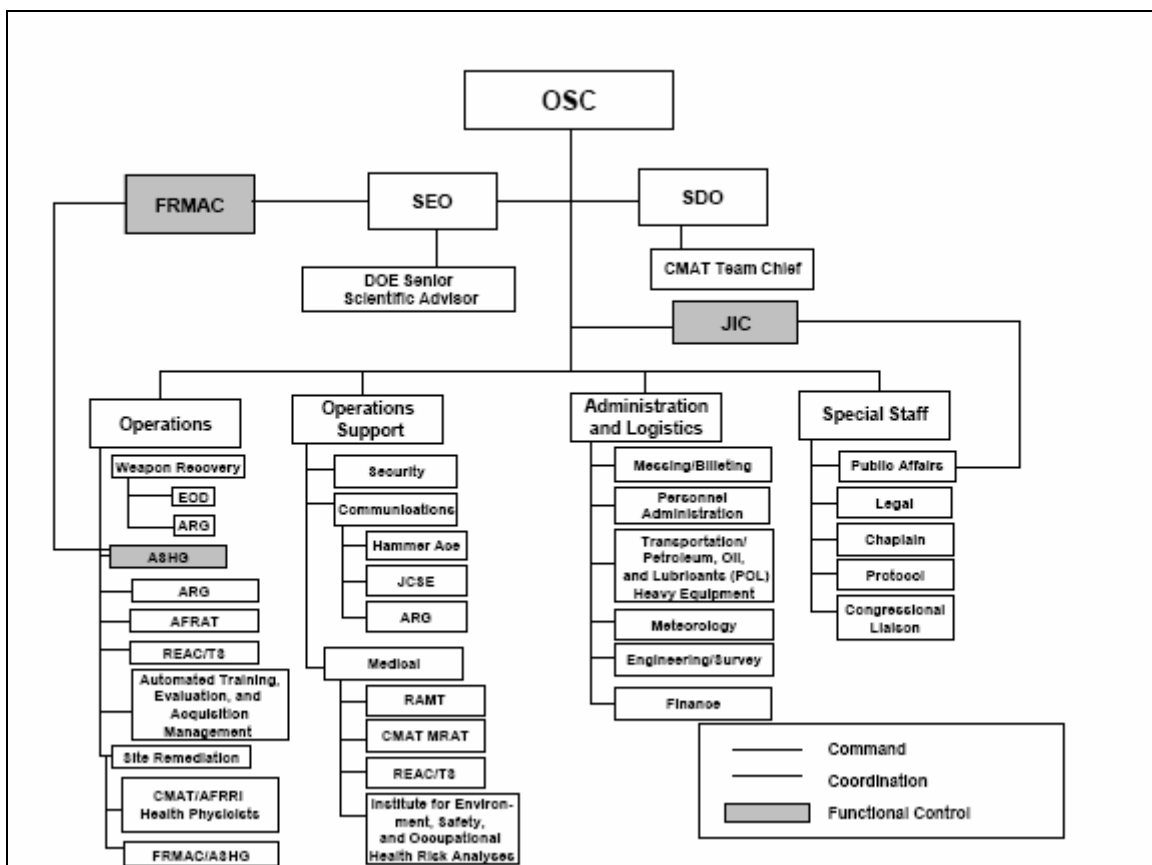 OSC
FRMAC
SEO
SDO
DOE Senior
Scientific Advisor
CMAT Team Chief
JIC
Operations
Weapon Recovery
EOD
ARG
ASHG
ARG
AFRAT
REAC/TS
Automated Training,
Evaluation, and
Acquisition
Management
Site Remediation
CMAT/AFRRI
Health Physicists
FRMAC/ASHG
Operations
Support
Security
Communications
Hammer Ace
JCSE
ARG
Medical
RAMT
CMAT MRAT
REAC/TS
Institute for Environ-
ment, Safety,
and Occupational
Health Risk Analyses
Administration
and Logistics
Messing/Billeting
Personnel
Administration
Transportation/
Petroleum, Oil,
and Lubricants (POL)
Heavy Equipment
Meteorology
Engineering/Survey
Finance
Special Staff
Public Affairs
Legal
Chaplain
Protocol
Congressional
Liaison
Command
Coordination
Functional Control